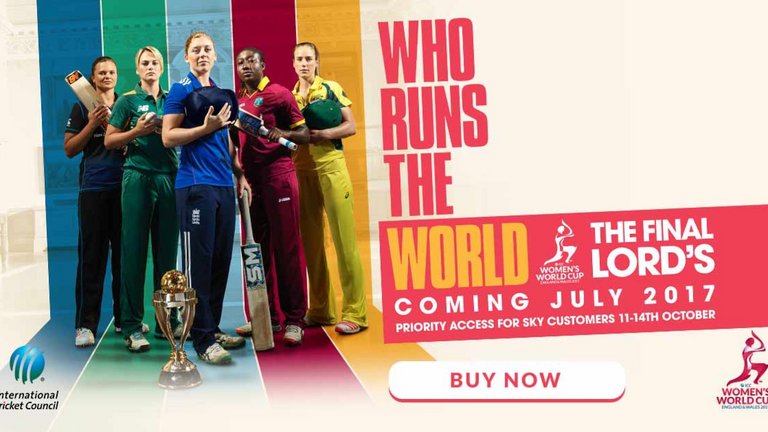 WHO
RUNS
THE
WORLD
WOMEN'S
WORLD CUP
THE FINAL
LORD'S
COMING JULY 2017
PRIORITY ACCESS FOR SKY CUSTOMERS 11-14TH OCTOBER
BUY NOW
International
Cricket Council
ICC
WOMEN'S
WORLD CUP
SM